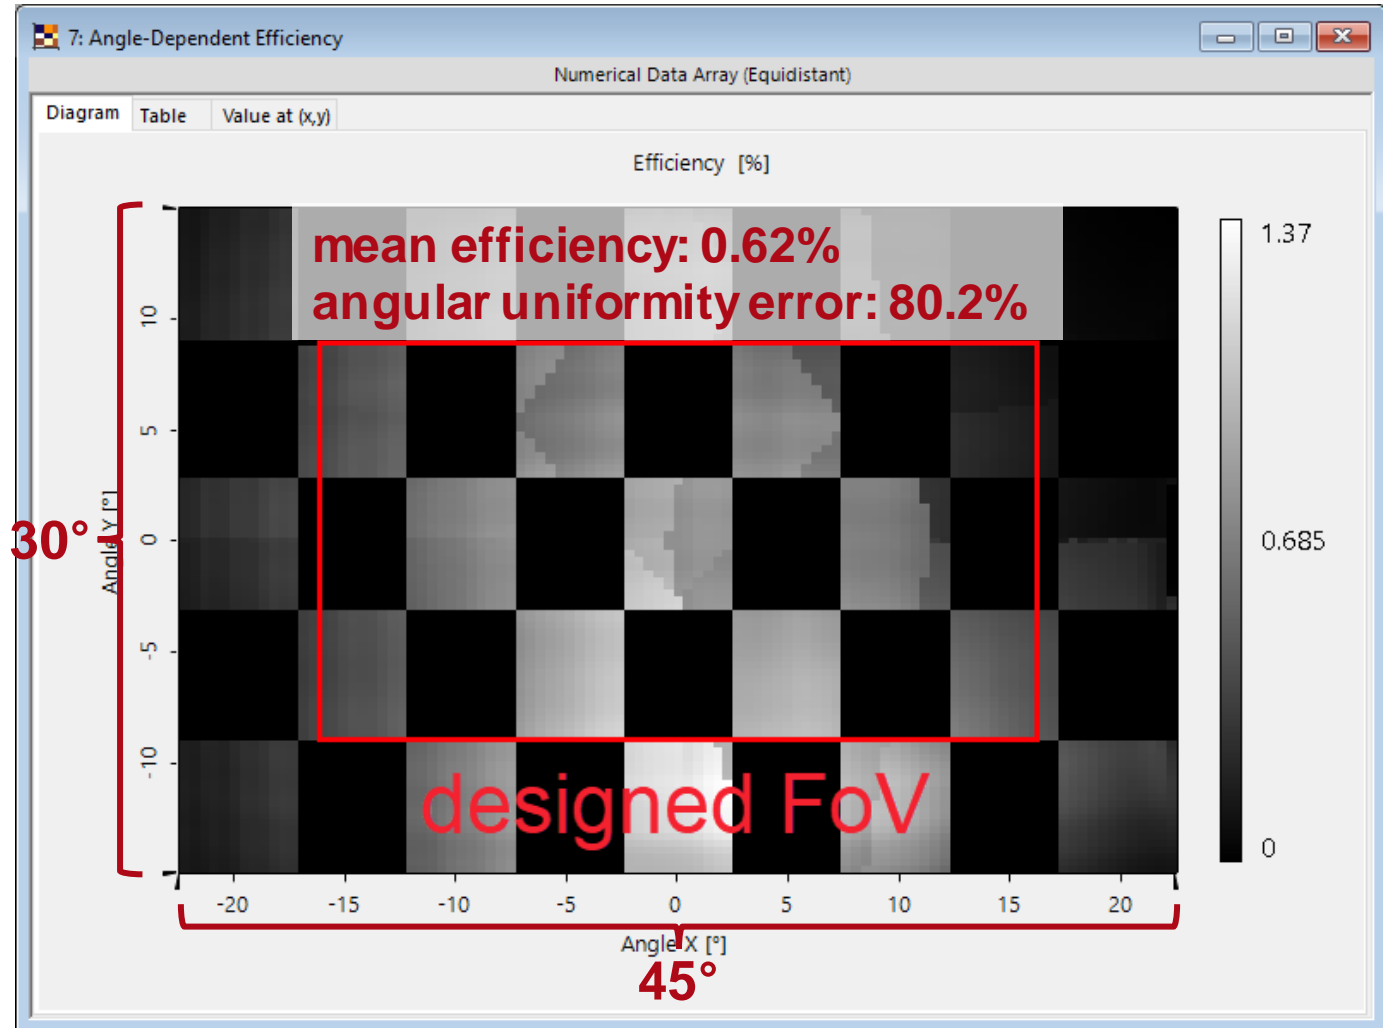 7: Angle-Dependent Efficiency
Numerical Data Array (Equidistant)
Diagram Table Value at (x,y)
Efficiency [%]
mean efficiency: 0.62%
angular uniformity error: 80.2%
1.37
0.685
0
10
5
0
-5
-10
Angle Y [°]
30°
designed FoV
-20 -15 -10 -5 0 5 10 15 20
Angle X [°]
45°